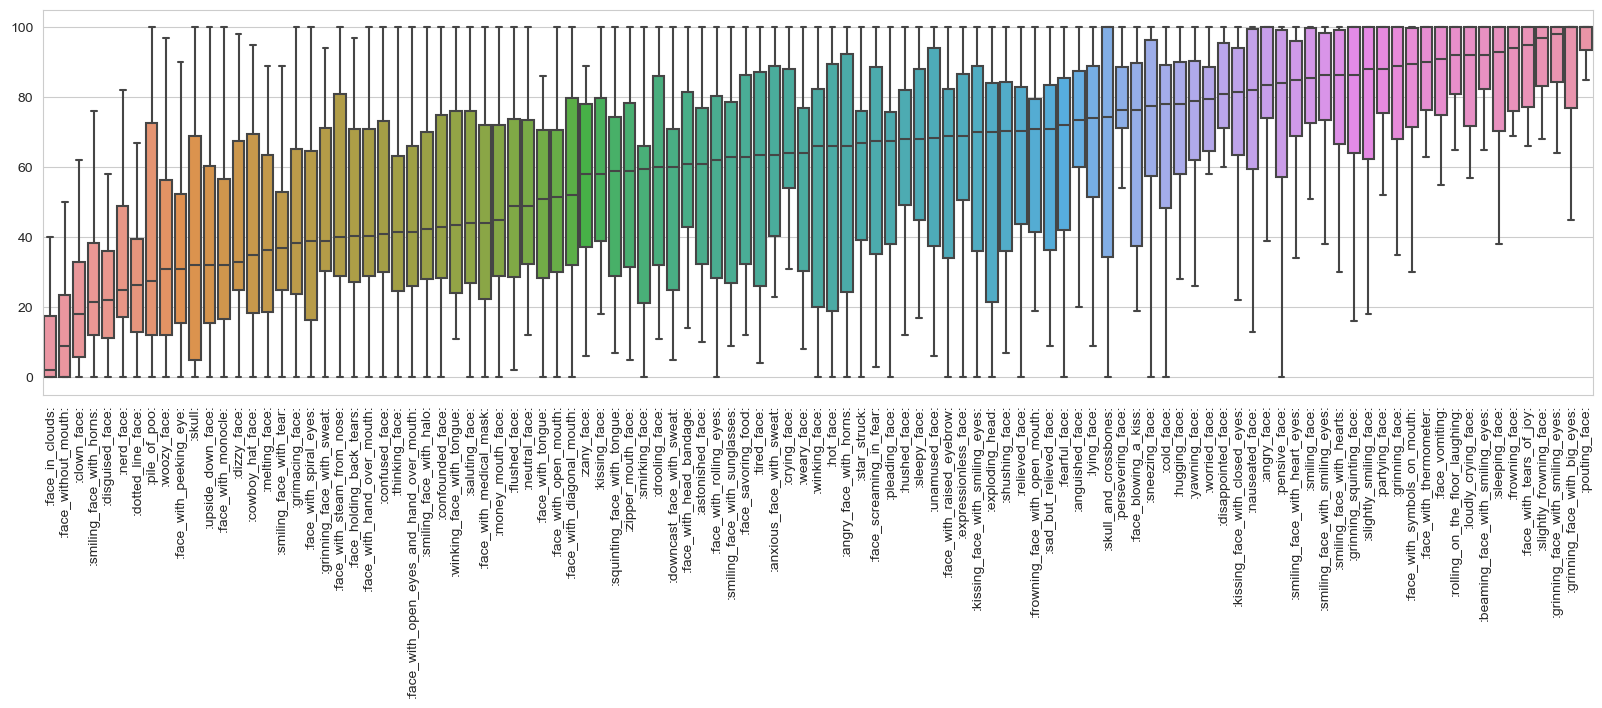 100
80
60
40
20
0
:face_in_clouds:
:face_without_mouth:
:clown_face:
:smiling_face_with_horns:
:disguised_face:
:nerd_face:
:dotted_line_face:
:pile_of_poo:
:woozy_face:
:face_with_peeking_eye:
:skull:
:upside_down_face:
:face_with_monocle:
:dizzy_face:
:cowboy_hat_face:
:melting_face:
:smiling_face_with_tear:
:grimacing_face:
:face_with_spiral_eyes:
:grinning_face_with_sweat:
:face_with_steam_from_nose:
:face_holding_back_tears:
:face_with_hand_over_mouth:
:confused_face:
:thinking_face:
:face_with_open_eyes_and_hand_over_mouth:
:smiling_face_with_halo:
:confounded_face:
:winking_face_with_tongue:
:saluting_face:
:face_with_medical_mask:
:money_mouth_face:
:flushed_face:
:neutral_face:
:face_with_tongue:
:face_with_open_mouth:
:face_with_diagonal_mouth:
:zany_face:
:kissing_face:
:squinting_face_with_tongue:
:zipper_mouth_face:
:smirking_face:
:drooling_face:
:downcast_face_with_sweat:
:face_with_head_bandage:
:astonished_face:
:face_with_rolling_eyes:
:smiling_face_with_sunglasses:
:face_savoring_food:
:tired_face:
:anxious_face_with_sweat:
:crying_face:
:weary_face:
:winking_face:
:hot_face:
:angry_face_with_horns:
:star_struck:
:face_screaming_in_fear:
:pleading_face:
:hushed_face:
:sleepy_face:
:unamused_face:
:face_with_raised_eyebrow:
:expressionless_face:
:kissing_face_with_smiling_eyes:
:exploding_head:
:shushing_face:
:relieved_face:
:frowning_face_with_open_mouth:
:sad_but_relieved_face:
:fearful_face:
:anguished_face:
:lying_face:
:skull_and_crossbones:
:persevering_face:
:face_blowing_a_kiss:
:sneezing_face:
:cold_face:
:hugging_face:
:yawning_face:
:worried_face:
:disappointed_face:
:kissing_face_with_closed_eyes:
:nauseated_face:
:angry_face:
:pensive_face:
:smiling_face_with_heart_eyes:
:smiling_face:
:smiling_face_with_smiling_eyes:
:smiling_face_with_hearts:
:grinning_squinting_face:
:slightly_smiling_face:
:partying_face:
:grinning_face:
:face_with_symbols_on_mouth:
:face_with_thermometer:
:face_vomiting:
:rolling_on_the_floor_laughing:
:loudly_crying_face:
:beaming_face_with_smiling_eyes:
:sleeping_face:
:frowning_face:
:face_with_tears_of_joy:
:slightly_frowning_face:
:grinning_face_with_smiling_eyes:
:grinning_face_with_big_eyes:
:pouting_face: